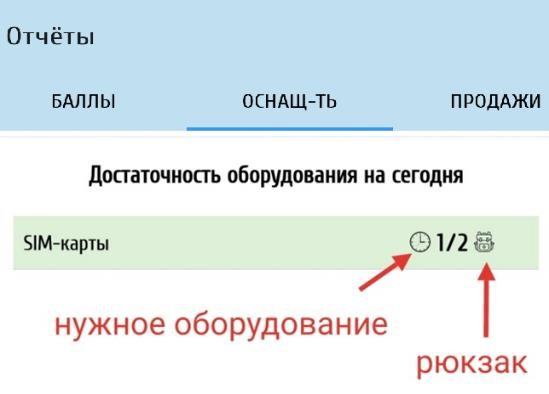 Отчёты
БАЛЛЫ ОСНАЩ-ТЬ ПРОДАЖИ
Достаточность оборудования на сегодня
SIM-карты 1/2
нужное оборудование
рюкзак